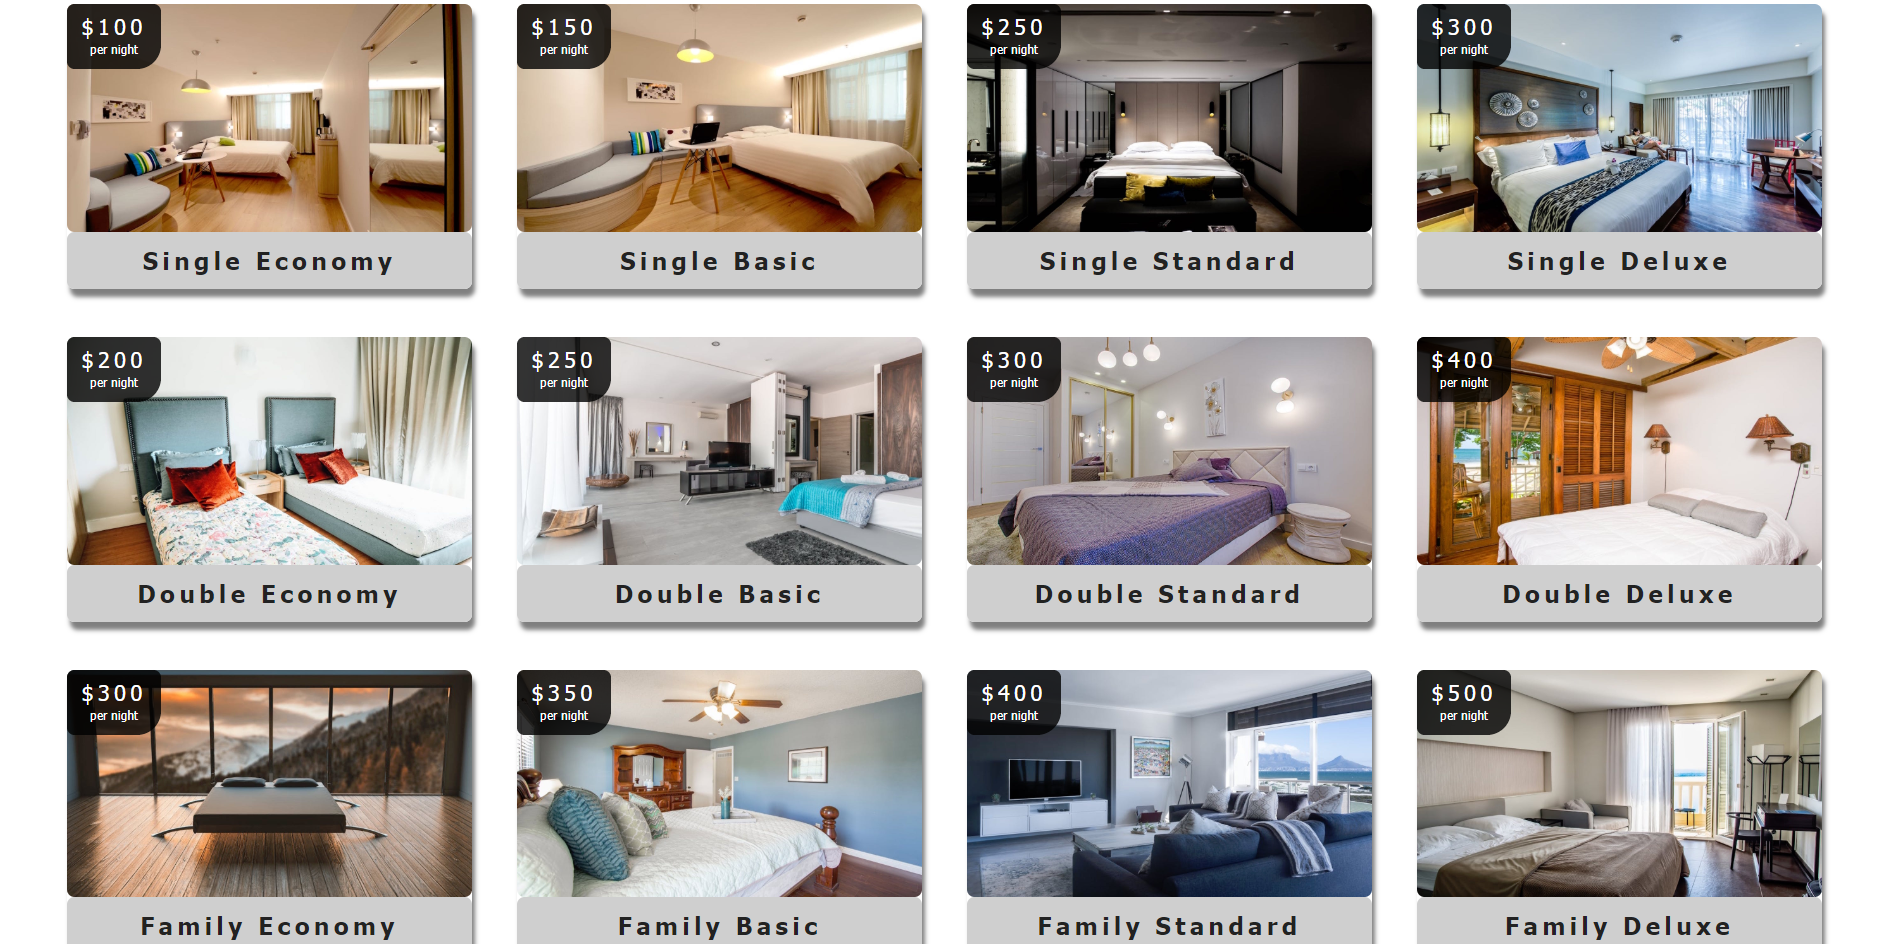 $100
per night
Single Economy
$150
per night
Single Basic
$250
per night
Single Standard
$300
per night
Single Deluxe
$200
per night
Double Economy
$250
per night
Double Basic
$300
per night
Double Standard
$400
per night
Double Deluxe
$300
per night
Family Economy
$350
per night
Family Basic
$400
per night
Family Standard
$500
per night
Family Deluxe